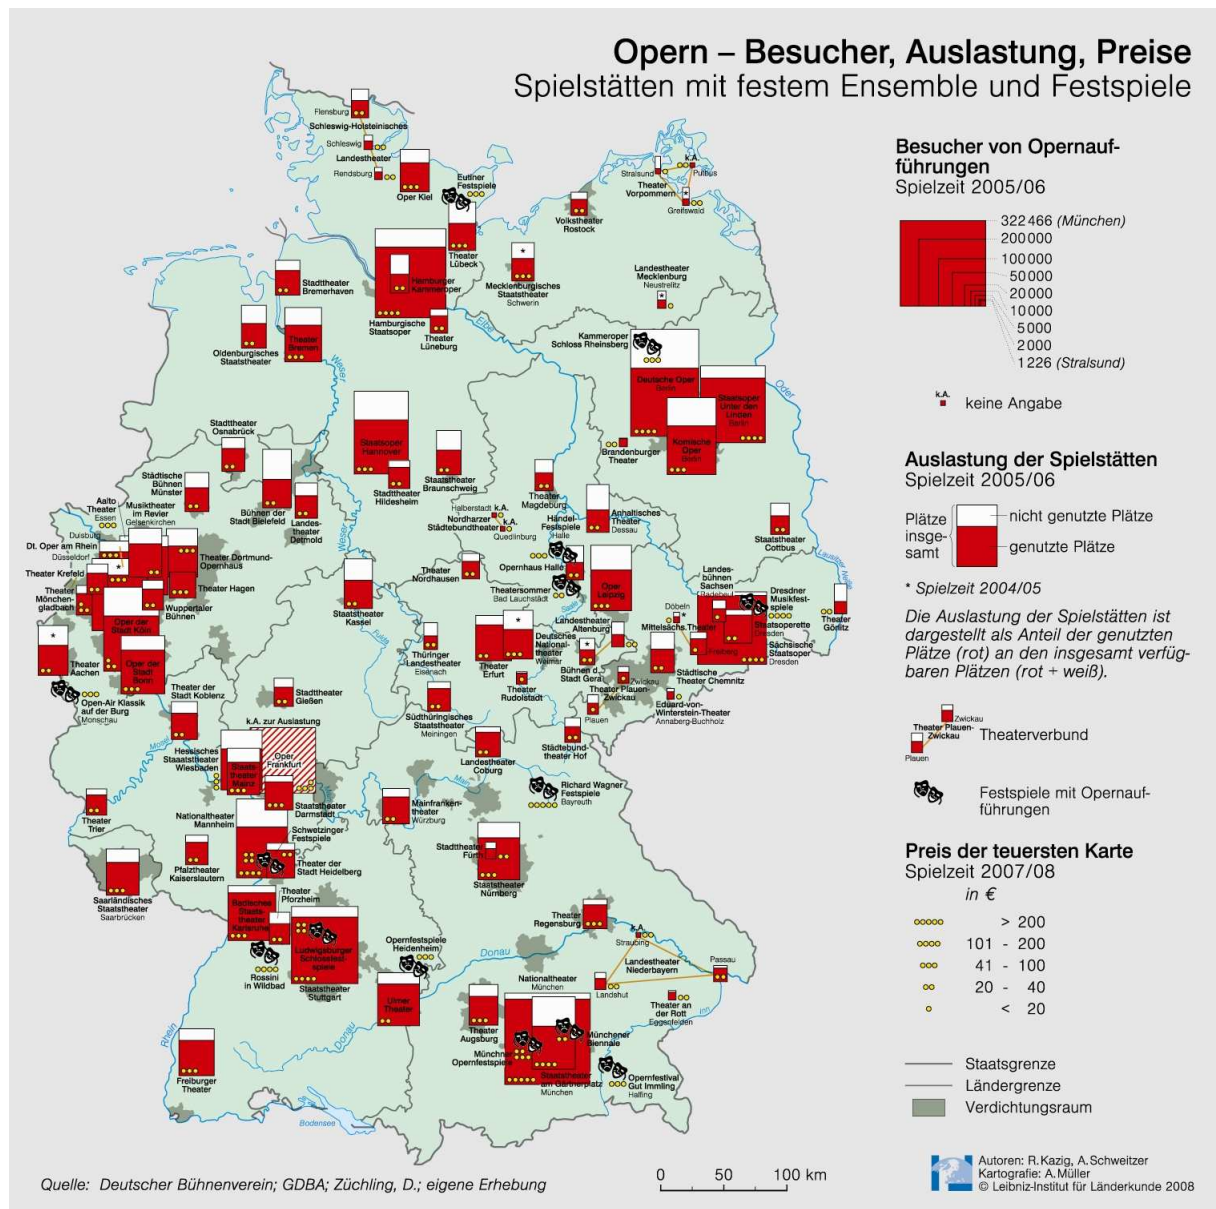 Opern – Besucher, Auslastung, Preise
Spielstätten mit festem Ensemble und Festspiele
Besucher von Opernauf-
führungen
Spielzeit 2005/06
322 466 (München)
200 000
100 000
50 000
20 000
10 000
5 000
2 000
1 226 (Stralsund)
k.A.
keine Angabe
Auslastung der Spielstätten
Spielzeit 2005/06
Plätze
insge-
samt
nicht genutzte Plätze
genutzte Plätze
* Spielzeit 2004/05
Die Auslastung der Spielstätten ist
dargestellt als Anteil der genutzten
Plätze (rot) an den insgesamt verfüg-
baren Plätzen (rot + weiß).
Zwickau
Theater Plauen-
Zwickau
Plauen
Theaterverbund
Festspiele mit Opernauf-
führungen
Preis der teuersten Karte
Spielzeit 2007/08
in €
> 200
101 - 200
41 - 100
20 - 40
< 20
Staatsgrenze
Ländergrenze
Verdichtungsraum
Autoren: R.Kazig, A.Schweitzer
Kartografie: A.Müller
© Leibniz-Institut für Länderkunde 2008
0 50 100 km
Quelle: Deutscher Bühnenverein; GDBA; Züchling, D.; eigene Erhebung
Flensburg
Schleswig-Holsteinisches
Schleswig
Landestheater
Rendsburg
Oper Kiel
Eutiner
Festspiele
Theater
Lübeck
Stralsund
k.A.
Putbus
Theater
Vorpommern
*
Greifswald
Volkstheater
Rostock
*
Mecklenburgisches
Staatstheater
Schwerin
Landestheater
Mecklenburg
Neustrelitz
*
Stadttheater
Bremerhaven
Hamburger
Kammeroper
Hamburgische
Staatsoper
Theater
Lüneburg
Elbe
Oldenburgisches
Staatstheater
Theater
Bremen
Weser
Kammeroper
Schloss Rheinsberg
Deutsche Oper
Berlin
Staatsoper
Unter den
Linden
Berlin
Komische
Oper
Berlin
Oder
Brandenburger
Theater
Stadttheater
Osnabrück
Staatsoper
Hannover
Stadttheater
Hildesheim
Staatstheater
Braunschweig
Theater
Magdeburg
Städtische
Bühnen
Münster
Bühnen der
Stadt Bielefeld
Landes-
theater
Detmold
Weser
Halberstadt k.A.
Nordharzer
Städtebundtheater
k.A.
Quedlinburg
Händel-
Festspiele
Halle
Anhaltisches
Theater
Dessau
Staatstheater
Cottbus
Lausitzer Neiße
Aalto
Theater
Essen
Musiktheater
im Revier
Gelsenkirchen
Duisburg
Dt. Oper am Rhein
Düsseldorf
*
Theater Krefeld
Theater
Mönchen-
gladbach
Theater Dortmund-
Opernhaus
Theater Hagen
Wuppertaler
Bühnen
Oper der
Stadt Köln
Oper der
Stadt
Bonn
*
Theater
Aachen
Open-Air Klassik
auf der Burg
Monschau
Staatstheater
Kassel
Fulda
Theater
Nordhausen
Opernhaus Halle
Theatersommer
Bad Lauchstädt
Saale
Oper
Leipzig
Landes-
bühnen
Sachsen
Radebeul
Dresdner
Musikfest-
spiele
Staatsoperette
Dresden
Sächsische
Staatsoper
Dresden
Theater
Görlitz
Döbeln
*
Mittelsächs.Theater
Freiberg
Landestheater
Altenburg
*
Bühnen d.
Stadt Gera
Städtische
Theater Chemnitz
Thüringer
Landestheater
Eisenach
Theater
Erfurt
*
Deutsches
National-
theater
Weimar
Theater
Rudolstadt
Zwickau
Theater Plauen-
Zwickau
Plauen
Eduard-von-
Winterstein-Theater
Annaberg-Buchholz
Theater der
Stadt Koblenz
Stadttheater
Gießen
Südthüringisches
Staatstheater
Meiningen
Landestheater
Coburg
Städtebund-
theater Hof
Mosel
k.A. zur Auslastung
Oper
Frankfurt
Hessisches
Staaatstheater
Wiesbaden
Staats-
theater
Mainz
Staatstheater
Darmstadt
Main
Mainfranken-
theater
Würzburg
Richard Wagner
Festspiele
Bayreuth
Theater
Trier
Nationaltheater
Mannheim
Schwetzinger
Festspiele
Theater der
Stadt Heidelberg
Pfalztheater
Kaiserslautern
Saarländisches
Staatstheater
Saarbrücken
Stadttheater
Fürth
Staatstheater
Nürnberg
Theater
Pforzheim
Badisches
Staats-
theater
Karlsruhe
Ludwigsburger
Schlossfest-
spiele
Staatstheater
Stuttgart
Rossini
in Wildbad
Opernfestspiele
Heidenheim
Ulmer
Theater
Donau
Theater
Regensburg
k.A.
Straubing
Landestheater
Niederbayern
Passau
Landshut
Theater an
der Rott
Eggenfelden
Inn
Nationaltheater
München
Theater
Augsburg
Münchner
Opernfestspiele
Münchener
Biennale
Staatstheater
am Gärtnerplatz
München
Opernfestival
Gut Immling
Halfing
Rhein
Donau
Freiburger
Theater
Bodensee